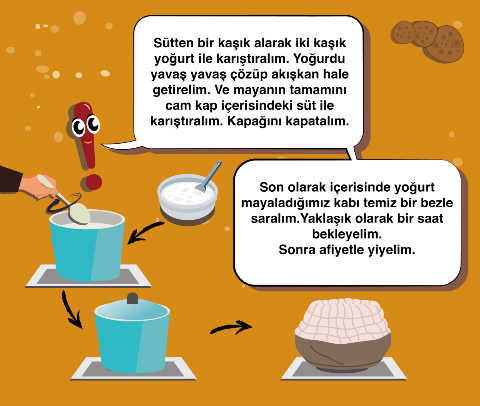 Sütten bir kaşık alarak iki kaşık
yoğurt ile karıştıralım. Yoğurdu
yavaş yavaş çözüp akışkan hale
getirelim. Ve mayanın tamamını
cam kap içerisindeki süt ile
karıştıralım. Kapağını kapatalım.
Son olarak içerisinde yoğurt
mayaladığımız kabı temiz bir bezle
saralım.Yaklaşık olarak bir saat
bekleyelim.
Sonra afiyetle yiyelim.